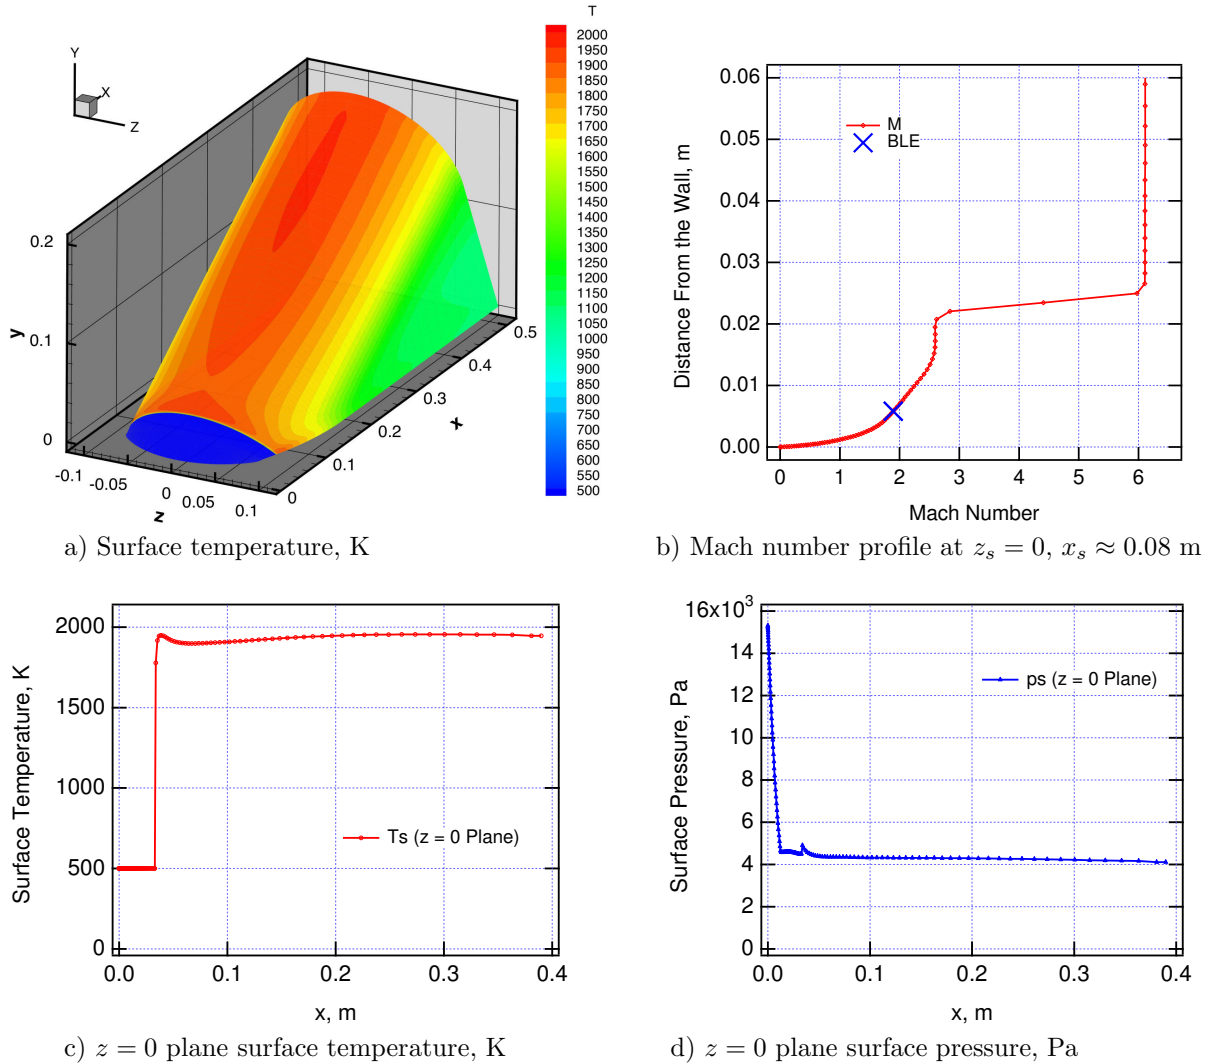 T
2000
1950
1900
1850
1800
1750
1700
1650
1600
1550
1500
1450
1400
1350
1300
1250
1200
1150
1100
1050
1000
950
900
850
800
750
700
650
600
550
500
Y
X
Z
0.2
0.1
0
y
-0.1
-0.05
0
0.05
0.1
z
0
0.1
0.2
0.3
0.4
0.5
x
a) Surface temperature, K
0.06
0.05
0.04
0.03
0.02
0.01
0.00
Distance From the Wall, m
M
BLE
0 1 2 3 4 5 6
Mach Number
b) Mach number profile at z_s = 0, x_s ≈ 0.08 m
2000
1500
1000
500
0
Surface Temperature, K
Ts (z = 0 Plane)
0.0 0.1 0.2 0.3 0.4
x, m
c) z = 0 plane surface temperature, K
16x10³
14
12
10
8
6
4
2
0
Surface Pressure, Pa
ps (z = 0 Plane)
0.0 0.1 0.2 0.3 0.4
x, m
d) z = 0 plane surface pressure, Pa